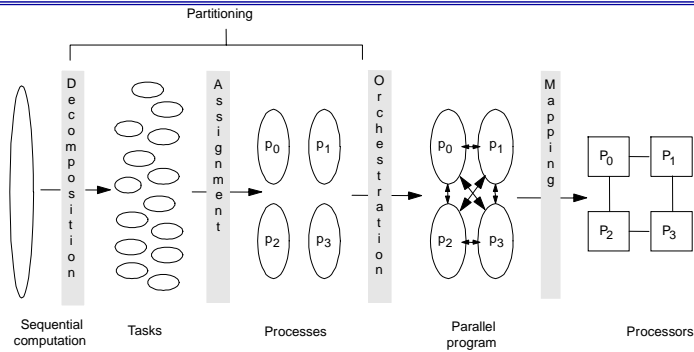 Partitioning
Decomposition
Assignment
Orchestration
Mapping
p0
p1
p2
p3
p0
p1
p2
p3
P0
P1
P2
P3
Sequential
computation
Tasks
Processes
Parallel
program
Processors